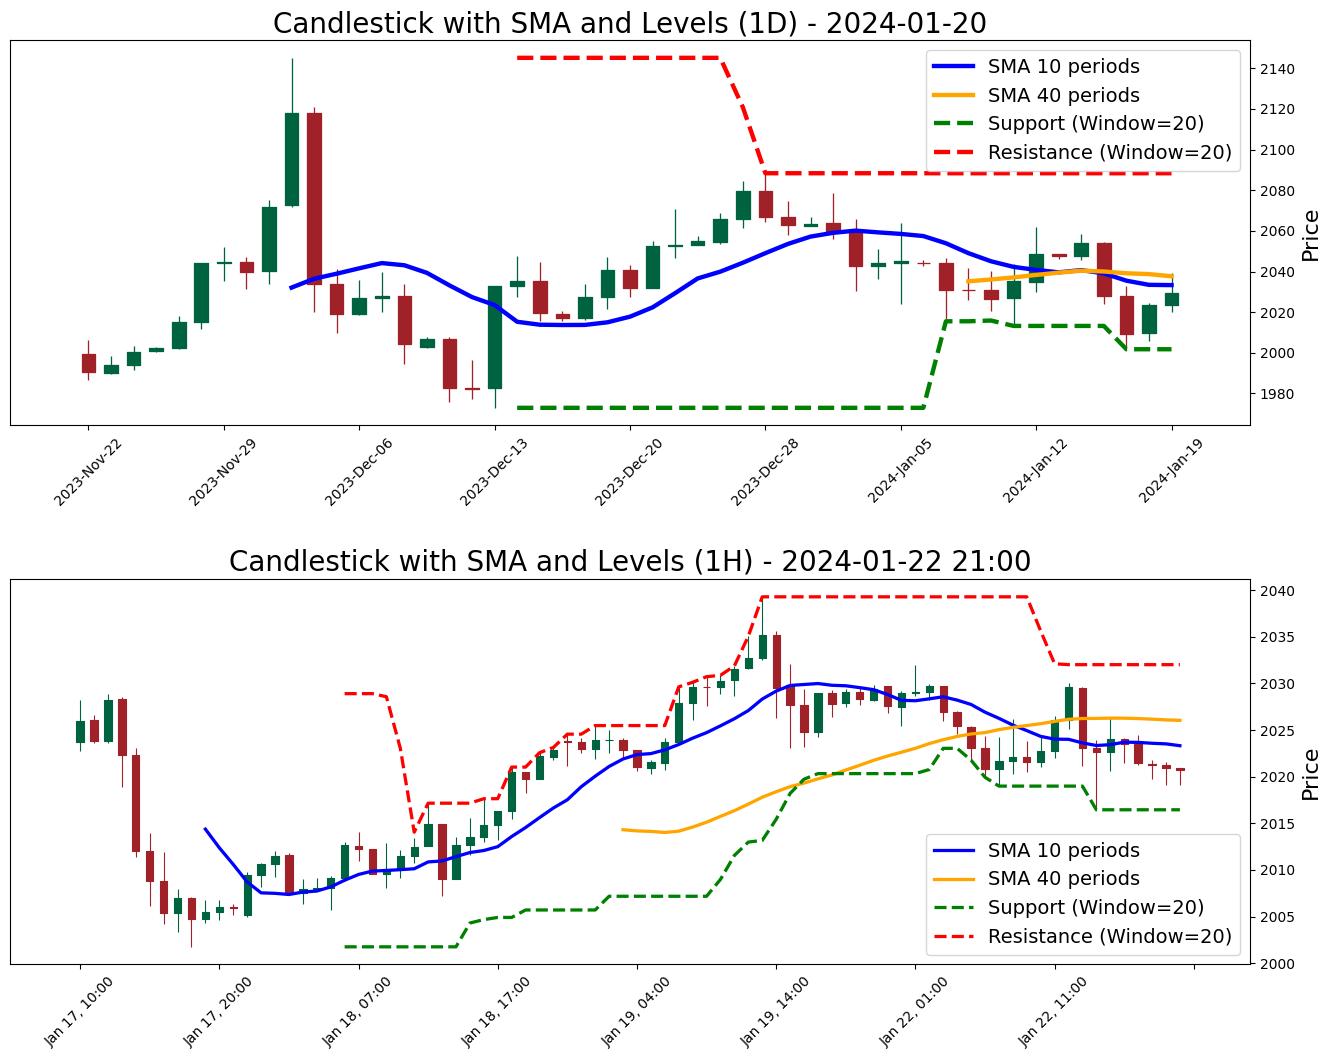 Candlestick with SMA and Levels (1D) - 2024-01-20
SMA 10 periods
SMA 40 periods
Support (Window=20)
Resistance (Window=20)
2140
2120
2100
2080
2060
2040
2020
2000
1980
Price
2023-Nov-22
2023-Nov-29
2023-Dec-06
2023-Dec-13
2023-Dec-20
2023-Dec-28
2024-Jan-05
2024-Jan-12
2024-Jan-19
Candlestick with SMA and Levels (1H) - 2024-01-22 21:00
2040
2035
2030
2025
2020
2015
2010
2005
2000
Price
SMA 10 periods
SMA 40 periods
Support (Window=20)
Resistance (Window=20)
Jan 17, 10:00
Jan 17, 20:00
Jan 18, 07:00
Jan 18, 17:00
Jan 19, 04:00
Jan 19, 14:00
Jan 22, 01:00
Jan 22, 11:00